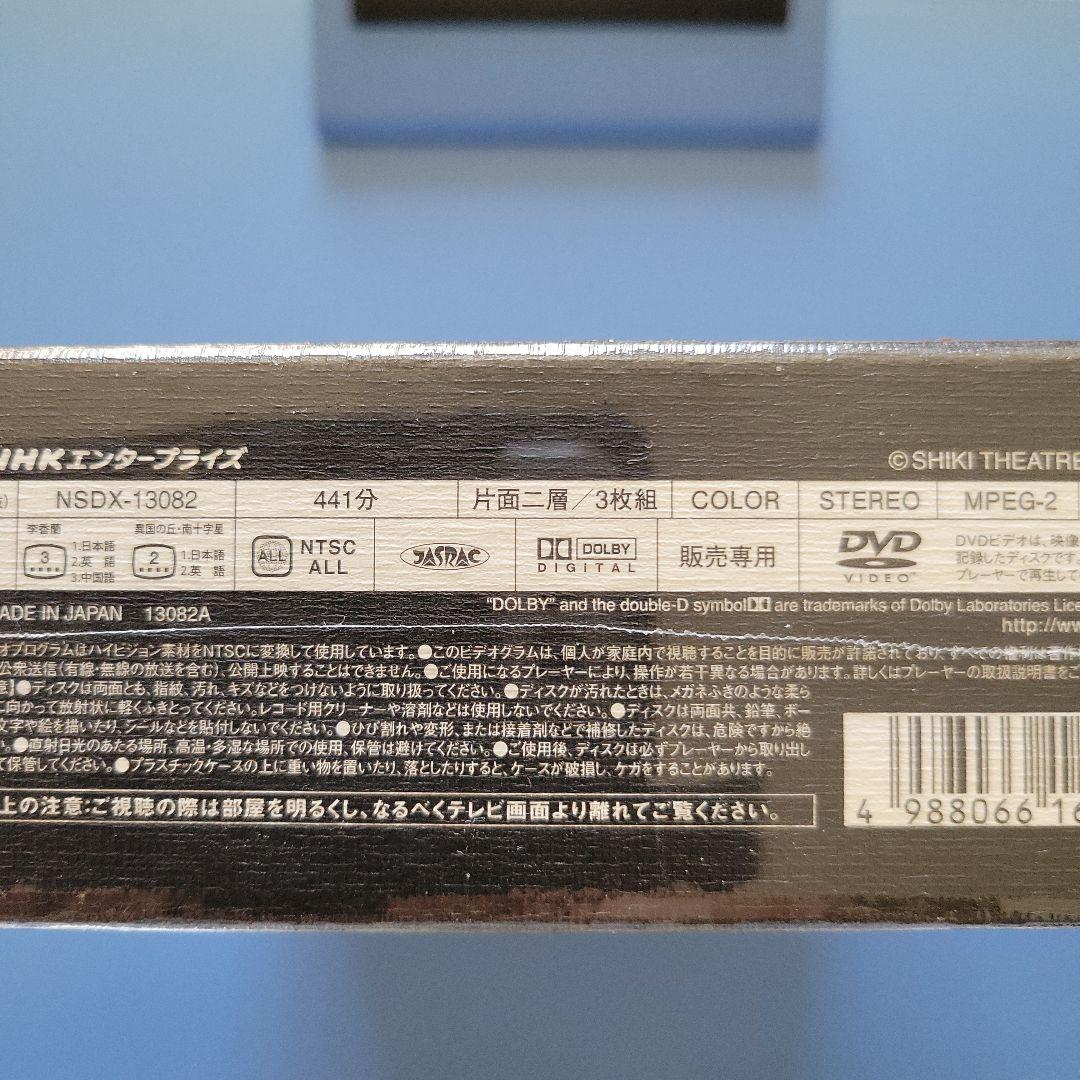 NHKエンタープライズ
©SHIKI THEATRE
NSDX-13082 441分 片面二層/3枚組 COLOR STEREO MPEG-2
李香蘭 3 1.日本語 2.英 語 3.中国語
異国の丘・南十字星 2 1.日本語 2.英 語
ALL NTSC ALL
JASRAC
DOLBY DIGITAL
販売専用
DVD VIDEO
DVDビデオは、映像
記録したディスクです。
プレーヤーで再生して
ADE IN JAPAN 13082A
"DOLBY" and the double-D symbol are trademarks of Dolby Laboratories Lice
http://ww
オプログラムはハイビジョン素材をNTSCに変換して使用しています。●このビデオグラムは、個人が家庭内で視聴することを目的に販売が許諾されており、
公衆送信(有線・無線の放送を含む)、公開上映することはできません。●ご使用になるプレーヤーにより、操作が若干異なる場合があります。詳しくはプレーヤーの取扱説明書をご
●ディスクは両面とも、指紋、汚れ、キズなどをつけないように取り扱ってください。●ディスクが汚れたときは、メガネふきのような柔ら
に向かって放射状に軽くふきとってください。レコード用クリーナーや溶剤などは使用しないでください。●ディスクは両面共、鉛筆、ボー
文字や絵を描いたり、シールなどを貼付しないでください。●ひび割れや変形、または接着剤などで補修したディスクは、危険ですから絶
●直射日光のあたる場所、高温・多湿な場所での使用、保管は避けてください。●ご使用後、ディスクは必ずプレーヤーから取り出し
て保管してください。●プラスチックケースの上に重い物を置いたり、落としたりすると、ケースが破損し、ケガをすることがあります。
上の注意:ご視聴の際は部屋を明るくし、なるべくテレビ画面より離れてご覧ください。
4 988066 16